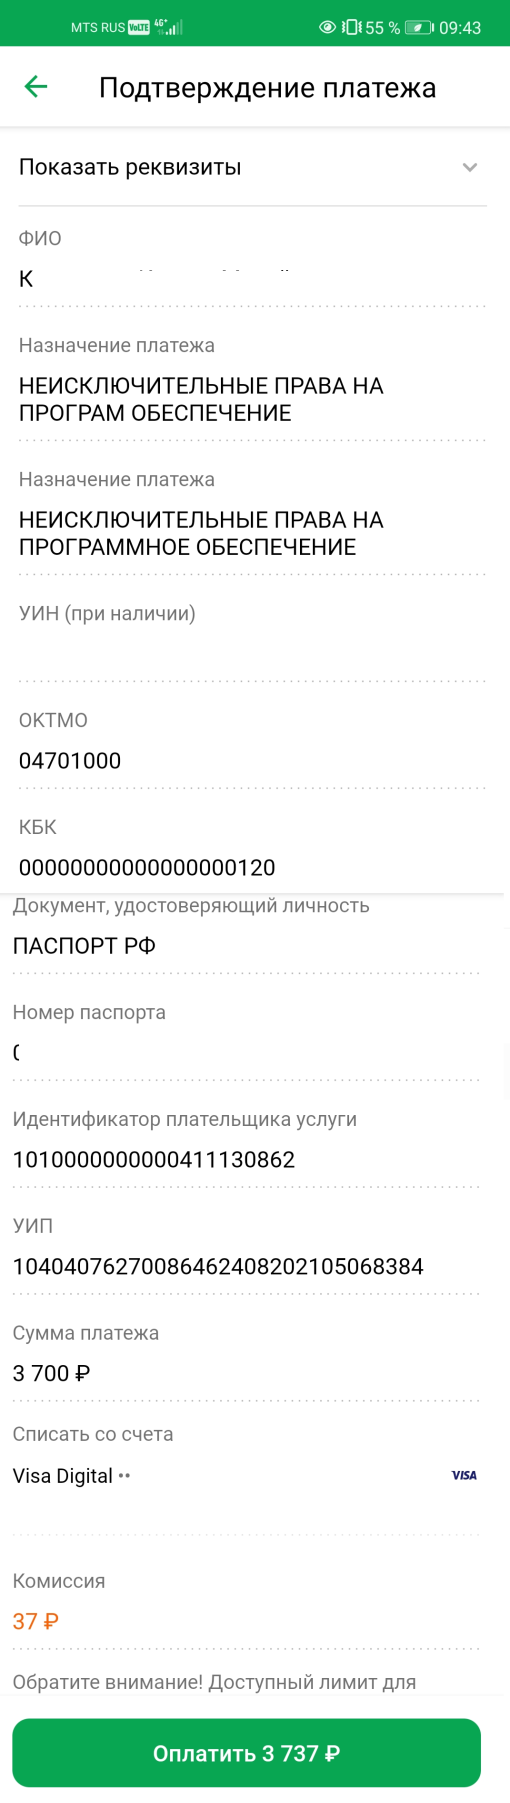 MTS RUS VoLTE 4G+ 55 % 09:43
Подтверждение платежа
Показать реквизиты
ФИО
К
Назначение платежа
НЕИСКЛЮЧИТЕЛЬНЫЕ ПРАВА НА
ПРОГРАМ ОБЕСПЕЧЕНИЕ
Назначение платежа
НЕИСКЛЮЧИТЕЛЬНЫЕ ПРАВА НА
ПРОГРАММНОЕ ОБЕСПЕЧЕНИЕ
УИН (при наличии)
ОКТМО
04701000
КБК
00000000000000000120
Документ, удостоверяющий личность
ПАСПОРТ РФ
Номер паспорта
Идентификатор плательщика услуги
1010000000000411130862
УИП
10404076270086462408202105068384
Сумма платежа
3 700 ₽
Списать со счета
Visa Digital ••
VISA
Комиссия
37 ₽
Обратите внимание! Доступный лимит для
Оплатить 3 737 ₽